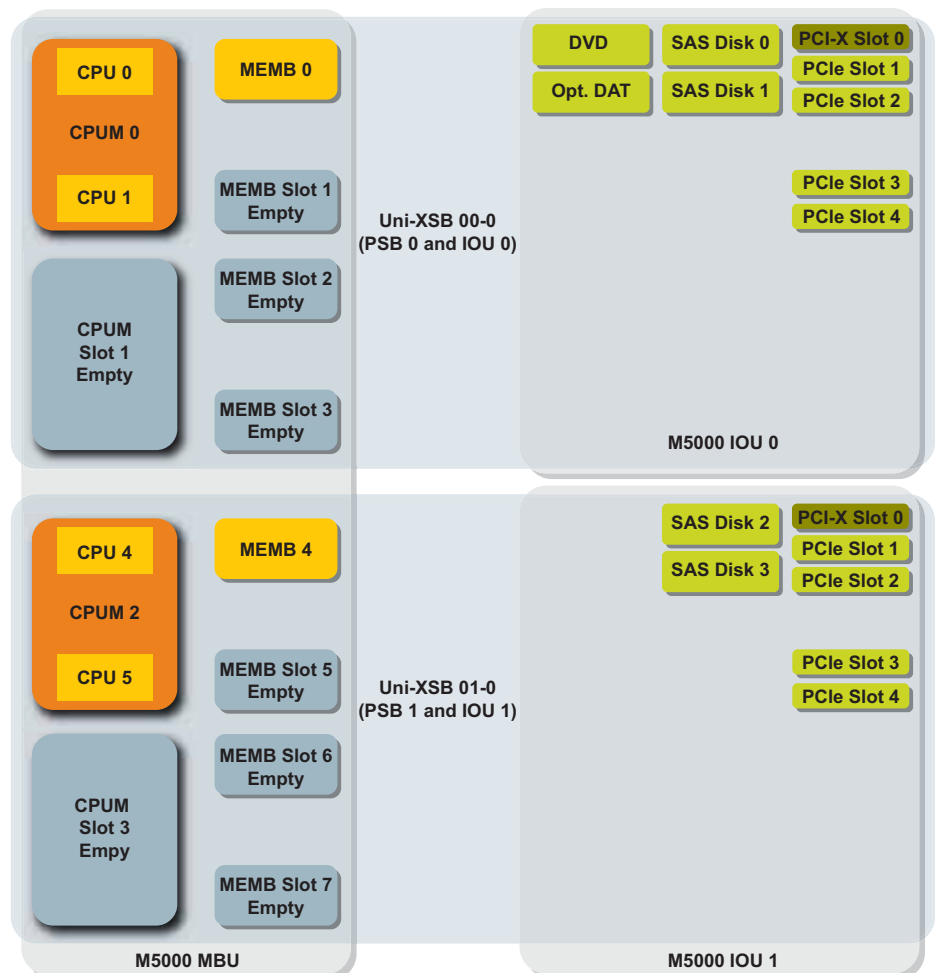 CPU 0
CPUM 0
CPU 1
MEMB 0
MEMB Slot 1
Empty
CPUM
Slot 1
Empty
MEMB Slot 2
Empty
MEMB Slot 3
Empty
Uni-XSB 00-0
(PSB 0 and IOU 0)
DVD
Opt. DAT
SAS Disk 0
SAS Disk 1
PCI-X Slot 0
PCIe Slot 1
PCIe Slot 2
PCIe Slot 3
PCIe Slot 4
M5000 IOU 0
CPU 4
CPUM 2
CPU 5
MEMB 4
MEMB Slot 5
Empty
CPUM
Slot 3
Empy
MEMB Slot 6
Empty
MEMB Slot 7
Empty
Uni-XSB 01-0
(PSB 1 and IOU 1)
SAS Disk 2
SAS Disk 3
PCI-X Slot 0
PCIe Slot 1
PCIe Slot 2
PCIe Slot 3
PCIe Slot 4
M5000 MBU
M5000 IOU 1